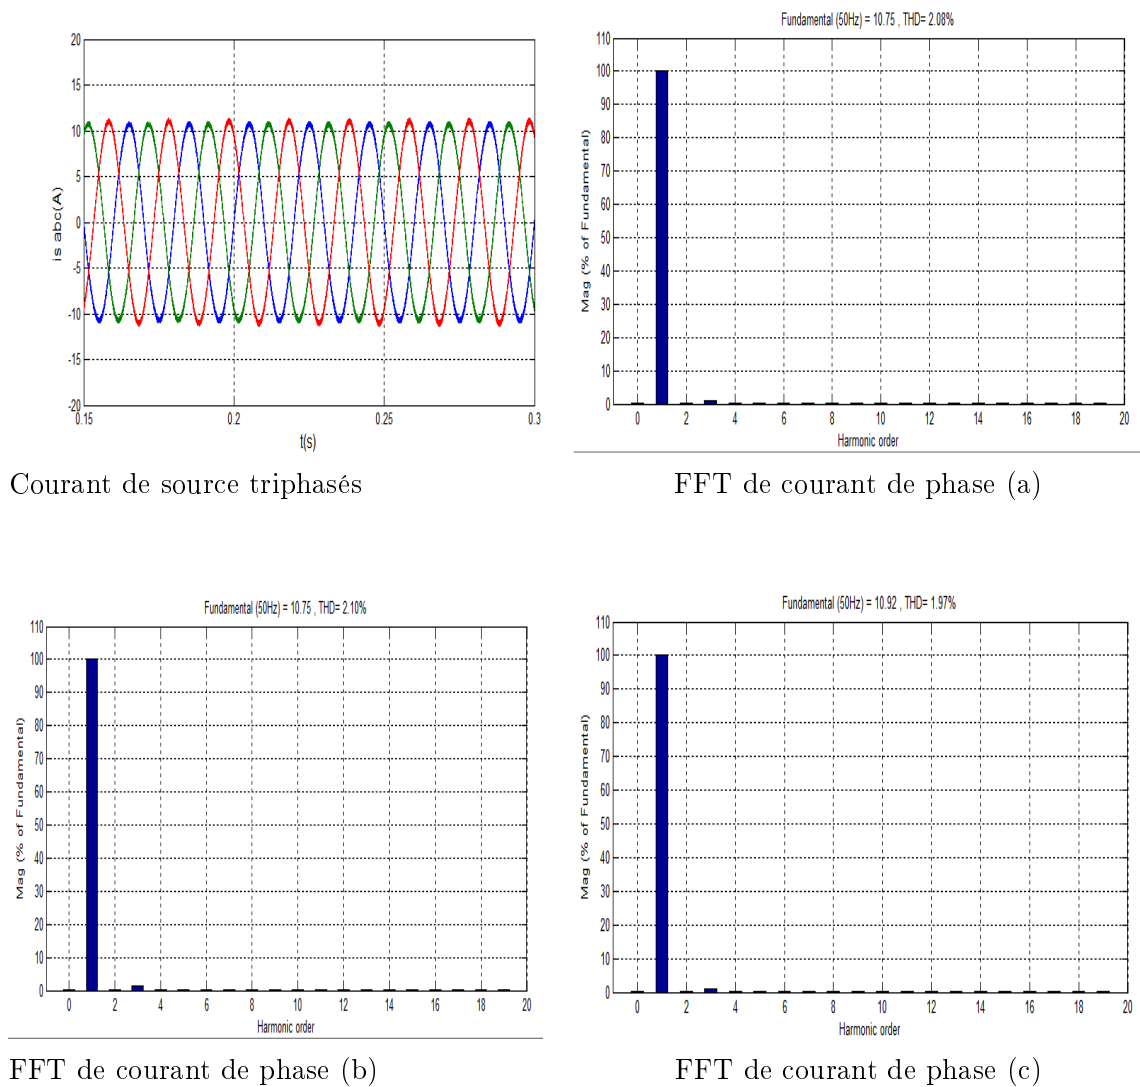 20
15
10
5
0
-5
-10
-15
-20
is abc(A)
0.15 0.2 0.25 0.3
t(s)
Courant de source triphasés
Fundamental (50Hz) = 10.75 , THD= 2.08%
110
100
90
80
70
60
50
40
30
20
10
0
Mag (% of Fundamental)
0 2 4 6 8 10 12 14 16 18 20
Harmonic order
FFT de courant de phase (a)
Fundamental (50Hz) = 10.75 , THD= 2.10%
110
100
90
80
70
60
50
40
30
20
10
0
Mag (% of Fundamental)
0 2 4 6 8 10 12 14 16 18 20
Harmonic order
FFT de courant de phase (b)
Fundamental (50Hz) = 10.92 , THD= 1.97%
110
100
90
80
70
60
50
40
30
20
10
0
Mag (% of Fundamental)
0 2 4 6 8 10 12 14 16 18 20
Harmonic order
FFT de courant de phase (c)